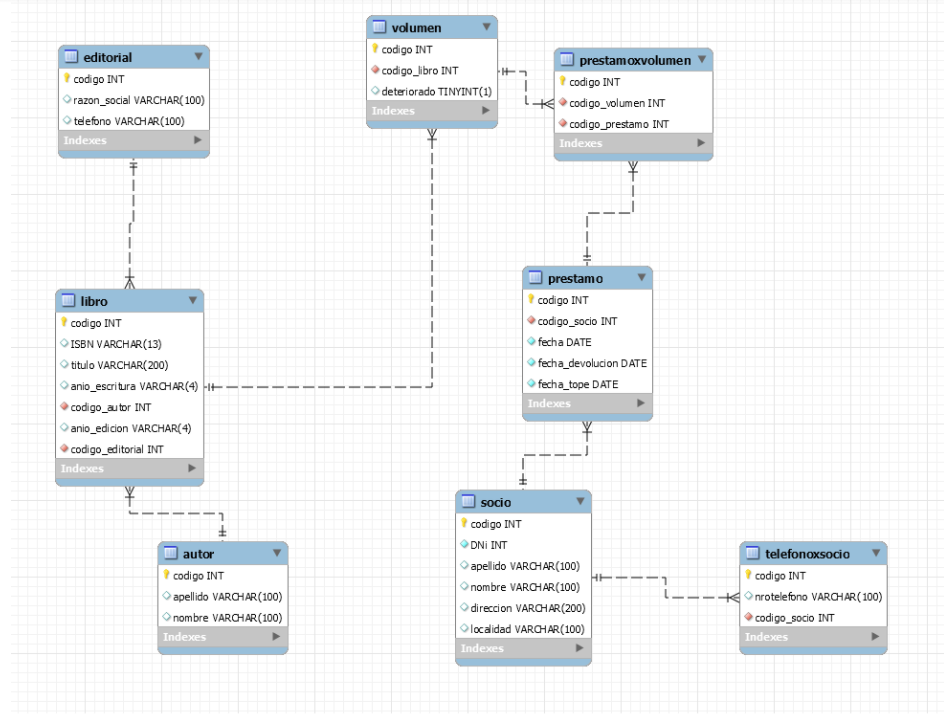 editorial
codigo INT
razon_social VARCHAR(100)
telefono VARCHAR(100)
Indexes
volumen
codigo INT
codigo_libro INT
deteriorado TINYINT(1)
Indexes
prestamoxvolumen
codigo INT
codigo_volumen INT
codigo_prestamo INT
Indexes
libro
codigo INT
ISBN VARCHAR(13)
titulo VARCHAR(200)
anio_escritura VARCHAR(4)
codigo_autor INT
anio_edicion VARCHAR(4)
codigo_editorial INT
Indexes
prestamo
codigo INT
codigo_socio INT
fecha DATE
fecha_devolucion DATE
fecha_tope DATE
Indexes
autor
codigo INT
apellido VARCHAR(100)
nombre VARCHAR(100)
Indexes
socio
codigo INT
DNi INT
apellido VARCHAR(100)
nombre VARCHAR(100)
direccion VARCHAR(200)
localidad VARCHAR(100)
Indexes
telefonoxsocio
codigo INT
nrotelefono VARCHAR(100)
codigo_socio INT
Indexes